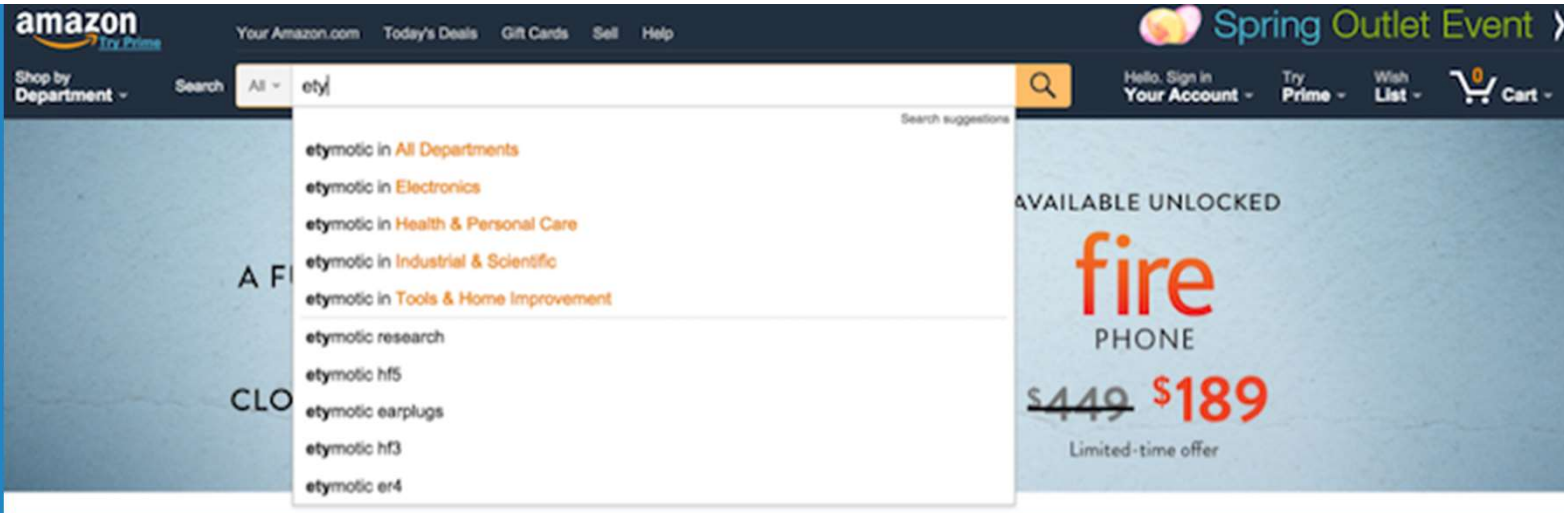 amazon
Try Prime
Your Amazon.com Today's Deals Gift Cards Sell Help
Spring Outlet Event
Shop by
Department
Search
All
ety
Hello. Sign in
Your Account
Try
Prime
Wish
List
0
Cart
Search suggestions
etymotic in All Departments
etymotic in Electronics
etymotic in Health & Personal Care
etymotic in Industrial & Scientific
etymotic in Tools & Home Improvement
etymotic research
etymotic hf5
etymotic earplugs
etymotic hf3
etymotic er4
A F
CLO
AVAILABLE UNLOCKED
fire
PHONE
$449 $189
Limited-time offer